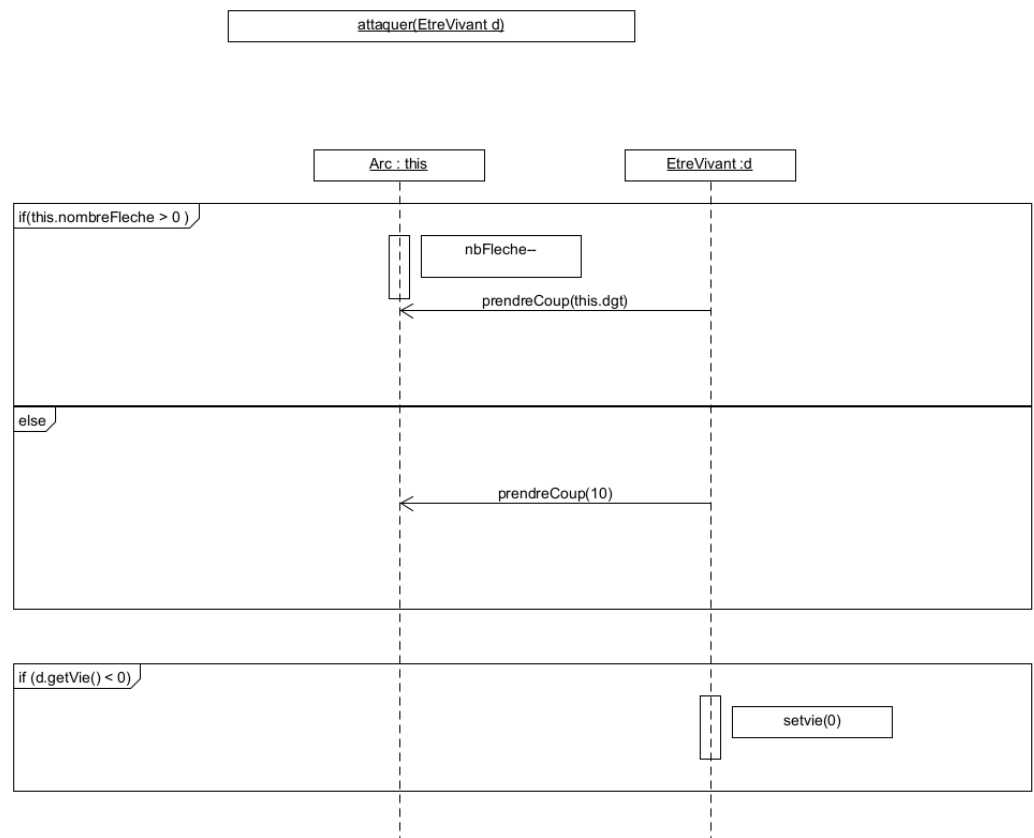 attaquer(EtreVivant d)
Arc : this
EtreVivant :d
if(this.nombreFleche > 0 )
nbFleche--
prendreCoup(this.dgt)
else
prendreCoup(10)
if (d.getVie() < 0)
setvie(0)